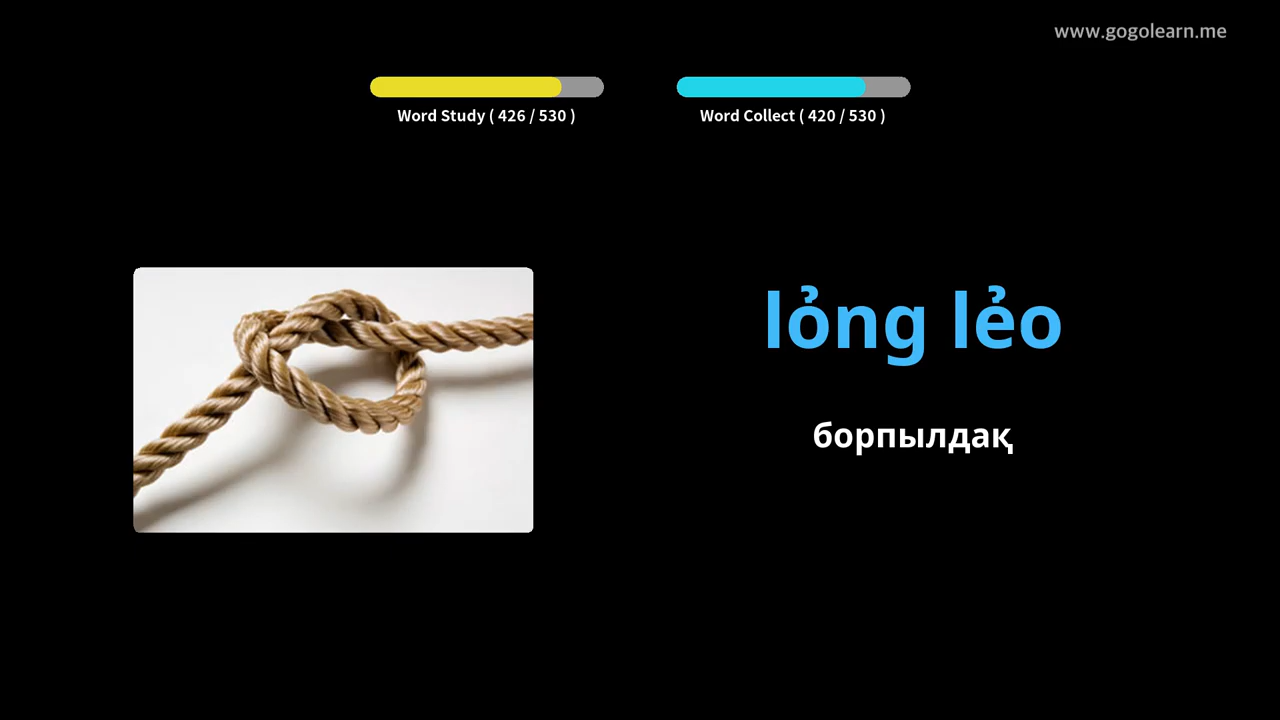 www.gogolearn.me
Word Study ( 426 / 530 )
Word Collect ( 420 / 530 )
lỏng lẻo
борпылдақ